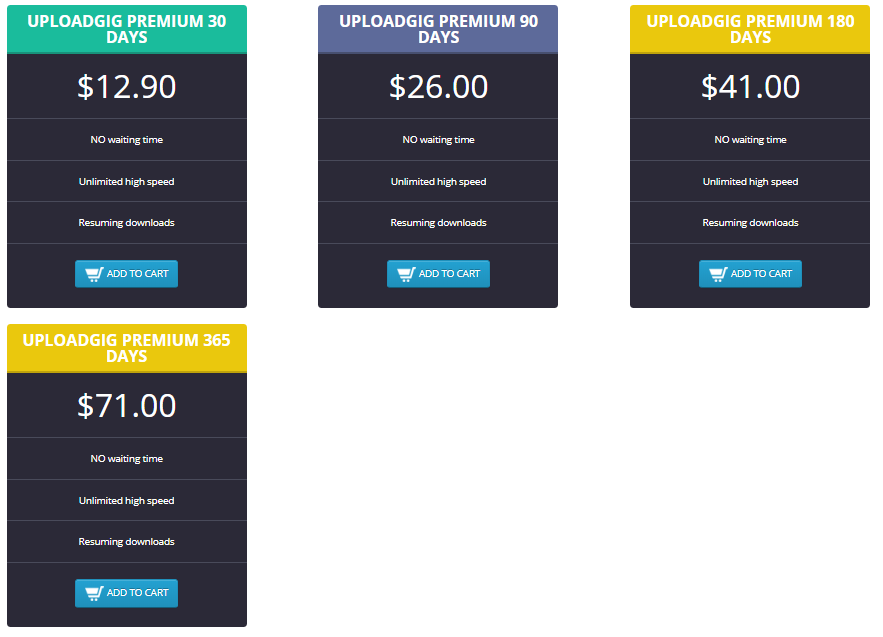 UPLOADGIG PREMIUM 30
DAYS
$12.90
NO waiting time
Unlimited high speed
Resuming downloads
ADD TO CART
UPLOADGIG PREMIUM 90
DAYS
$26.00
NO waiting time
Unlimited high speed
Resuming downloads
ADD TO CART
UPLOADGIG PREMIUM 180
DAYS
$41.00
NO waiting time
Unlimited high speed
Resuming downloads
ADD TO CART
UPLOADGIG PREMIUM 365
DAYS
$71.00
NO waiting time
Unlimited high speed
Resuming downloads
ADD TO CART